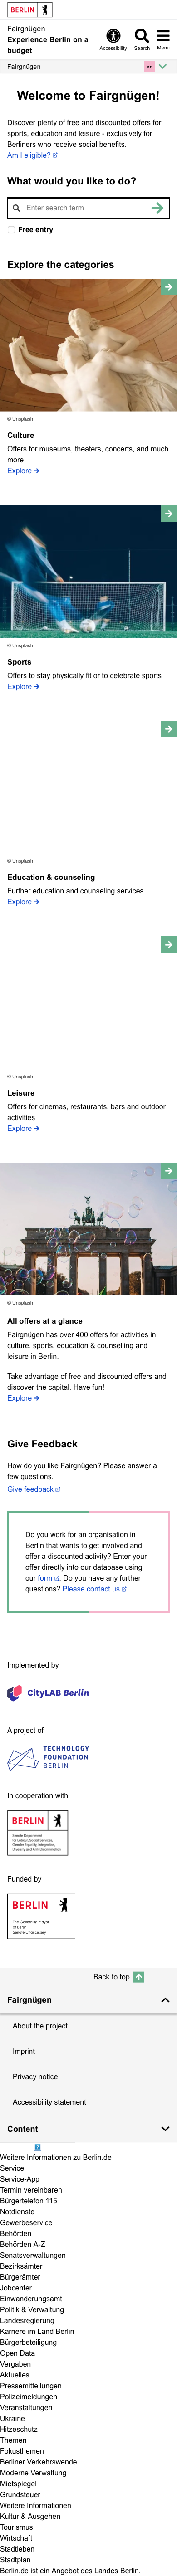 BERLIN
Fairgnügen
Experience Berlin on a
budget
Accessibility
Search
Menu
Fairgnügen
en
Welcome to Fairgnügen!
Discover plenty of free and discounted offers for
sports, education and leisure - exclusively for
Berliners who receive social benefits.
Am I eligible?
What would you like to do?
Enter search term
Free entry
Explore the categories
© Unsplash
Culture
Offers for museums, theaters, concerts, and much
more
Explore
© Unsplash
Sports
Offers to stay physically fit or to celebrate sports
Explore
© Unsplash
Education & counseling
Further education and counseling services
Explore
© Unsplash
Leisure
Offers for cinemas, restaurants, bars and outdoor
activities
Explore
© Unsplash
All offers at a glance
Fairgnügen has over 400 offers for activities in
culture, sports, education & counselling and
leisure in Berlin.
Take advantage of free and discounted offers and
discover the capital. Have fun!
Explore
Give Feedback
How do you like Fairgnügen? Please answer a
few questions.
Give feedback
Do you work for an organisation in
Berlin that wants to get involved and
offer a discounted activity? Enter your
offer directly into our database using
our form. Do you have any further
questions? Please contact us.
Implemented by
CityLAB Berlin
A project of
TECHNOLOGY
FOUNDATION
BERLIN
In cooperation with
BERLIN
Senate Department
for Labour, Social Services,
Gender Equality, Integration,
Diversity and Anti-Discrimination
Funded by
BERLIN
The Governing Mayor
of Berlin
Senate Chancellery
Back to top
Fairgnügen
About the project
Imprint
Privacy notice
Accessibility statement
Content
Weitere Informationen zu Berlin.de
Service
Service-App
Termin vereinbaren
Bürgertelefon 115
Notdienste
Gewerbeservice
Behörden
Behörden A-Z
Senatsverwaltungen
Bezirksämter
Bürgerämter
Jobcenter
Einwanderungsamt
Politik & Verwaltung
Landesregierung
Karriere im Land Berlin
Bürgerbeteiligung
Open Data
Vergaben
Aktuelles
Pressemitteilungen
Polizeimeldungen
Veranstaltungen
Ukraine
Hitzeschutz
Themen
Fokusthemen
Berliner Verkehrswende
Moderne Verwaltung
Mietspiegel
Grundsteuer
Weitere Informationen
Kultur & Ausgehen
Tourismus
Wirtschaft
Stadtleben
Stadtplan
Berlin.de ist ein Angebot des Landes Berlin.